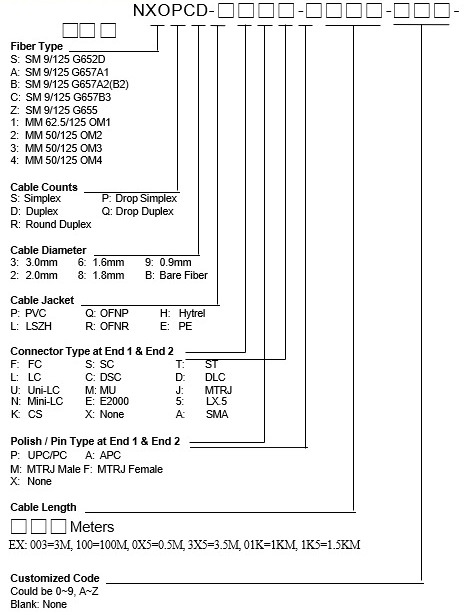 NXOPCD-□□□□-□□□□-□□□-
□□□
Fiber Type
S: SM 9/125 G652D
A: SM 9/125 G657A1
B: SM 9/125 G657A2(B2)
C: SM 9/125 G657B3
Z: SM 9/125 G655
1: MM 62.5/125 OM1
2: MM 50/125 OM2
3: MM 50/125 OM3
4: MM 50/125 OM4
Cable Counts
S: Simplex P: Drop Simplex
D: Duplex Q: Drop Duplex
R: Round Duplex
Cable Diameter
3: 3.0mm 6: 1.6mm 9: 0.9mm
2: 2.0mm 8: 1.8mm B: Bare Fiber
Cable Jacket
P: PVC Q: OFNP H: Hytrel
L: LSZH R: OFNR E: PE
Connector Type at End 1 & End 2
F: FC S: SC T: ST
L: LC C: DSC D: DLC
U: Uni-LC M: MU J: MTRJ
N: Mini-LC E: E2000 5: LX.5
K: CS X: None A: SMA
Polish / Pin Type at End 1 & End 2
P: UPC/PC A: APC
M: MTRJ Male F: MTRJ Female
X: None
Cable Length
□□□ Meters
EX: 003=3M, 100=100M, 0X5=0.5M, 3X5=3.5M, 01K=1KM, 1K5=1.5KM
Customized Code
Could be 0~9, A~Z
Blank: None